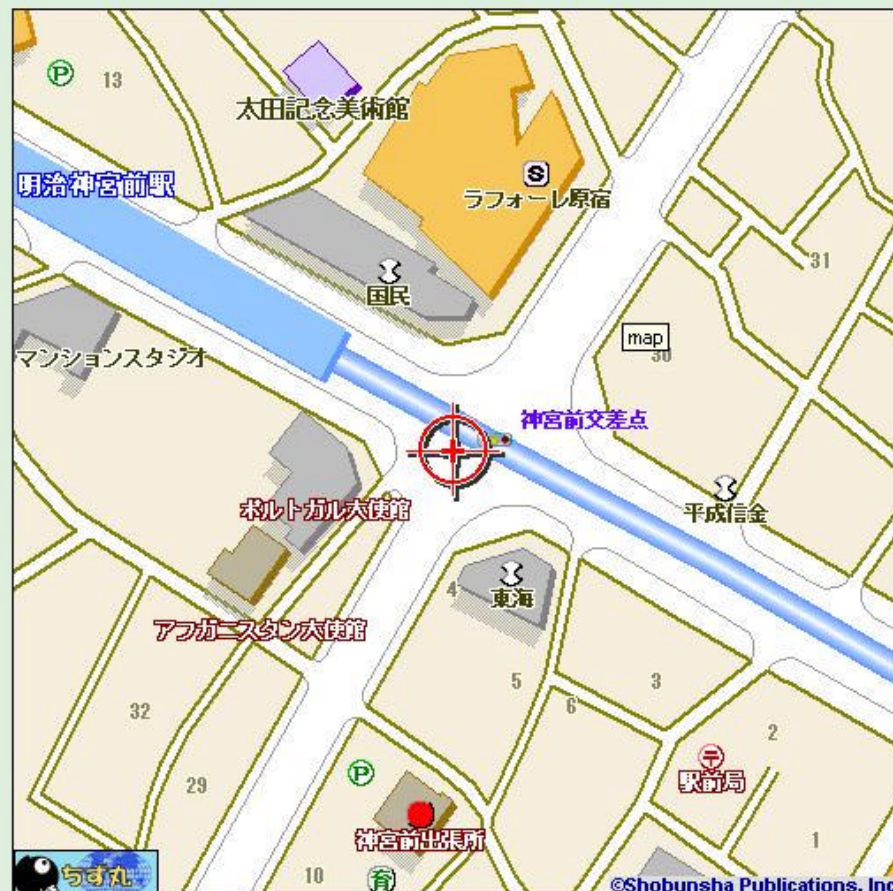 P
13
太田記念美術館
明治神宮前駅
S
ラフォーレ原宿
31
国民
map
30
マンションスタジオ
神宮前交差点
平成信金
ポルトガル大使館
4
東海
アフガニスタン大使館
5
3
6
32
2
P
駅前局
29
神宮前出張所
1
10
育
ちず丸
©Shobunsha Publications, Inc